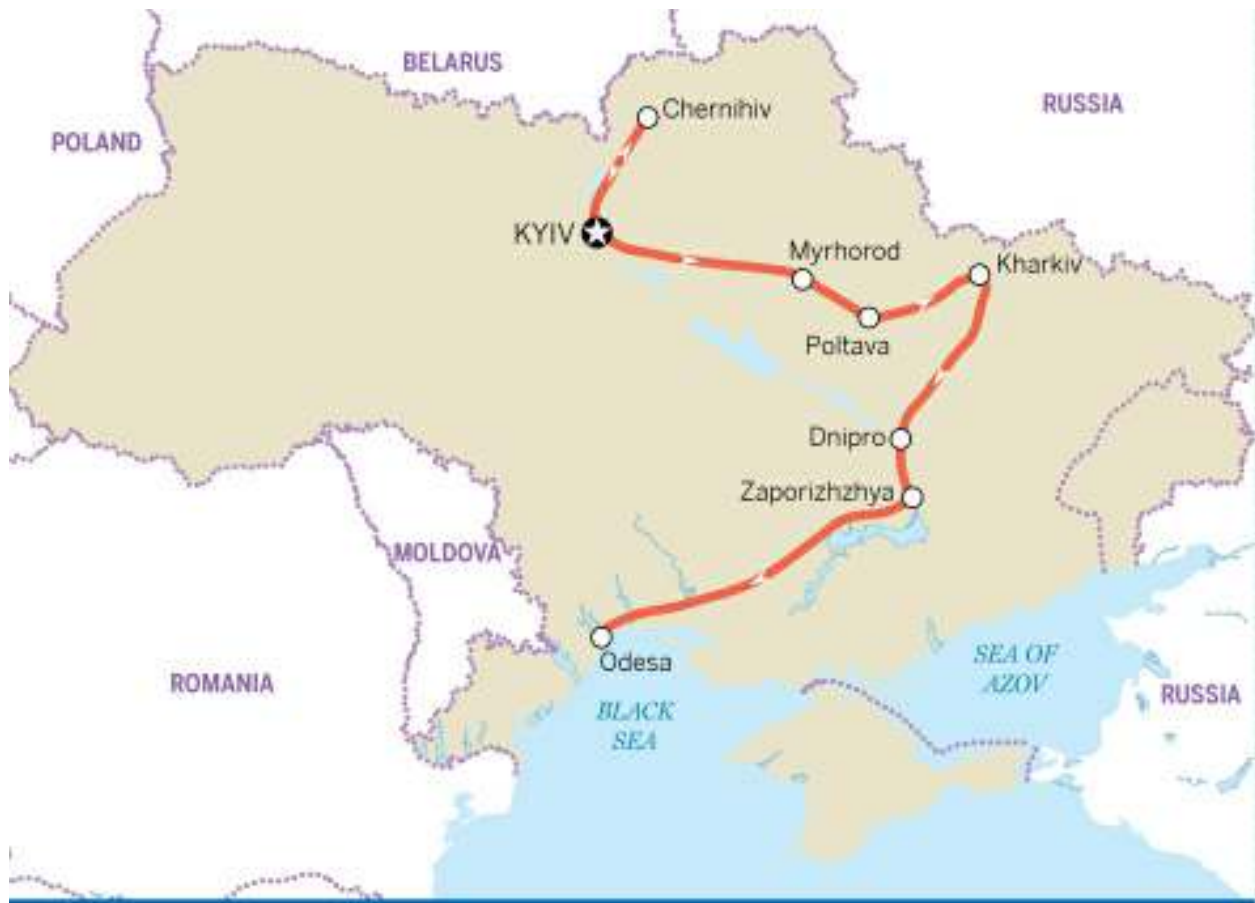 BELARUS
RUSSIA
Chernihiv
POLAND
KYIV
Myrhorod
Kharkiv
Poltava
Dnipro
Zaporizhzhya
MOLDOVA
Odesa
SEA OF
AZOV
ROMANIA
RUSSIA
BLACK
SEA